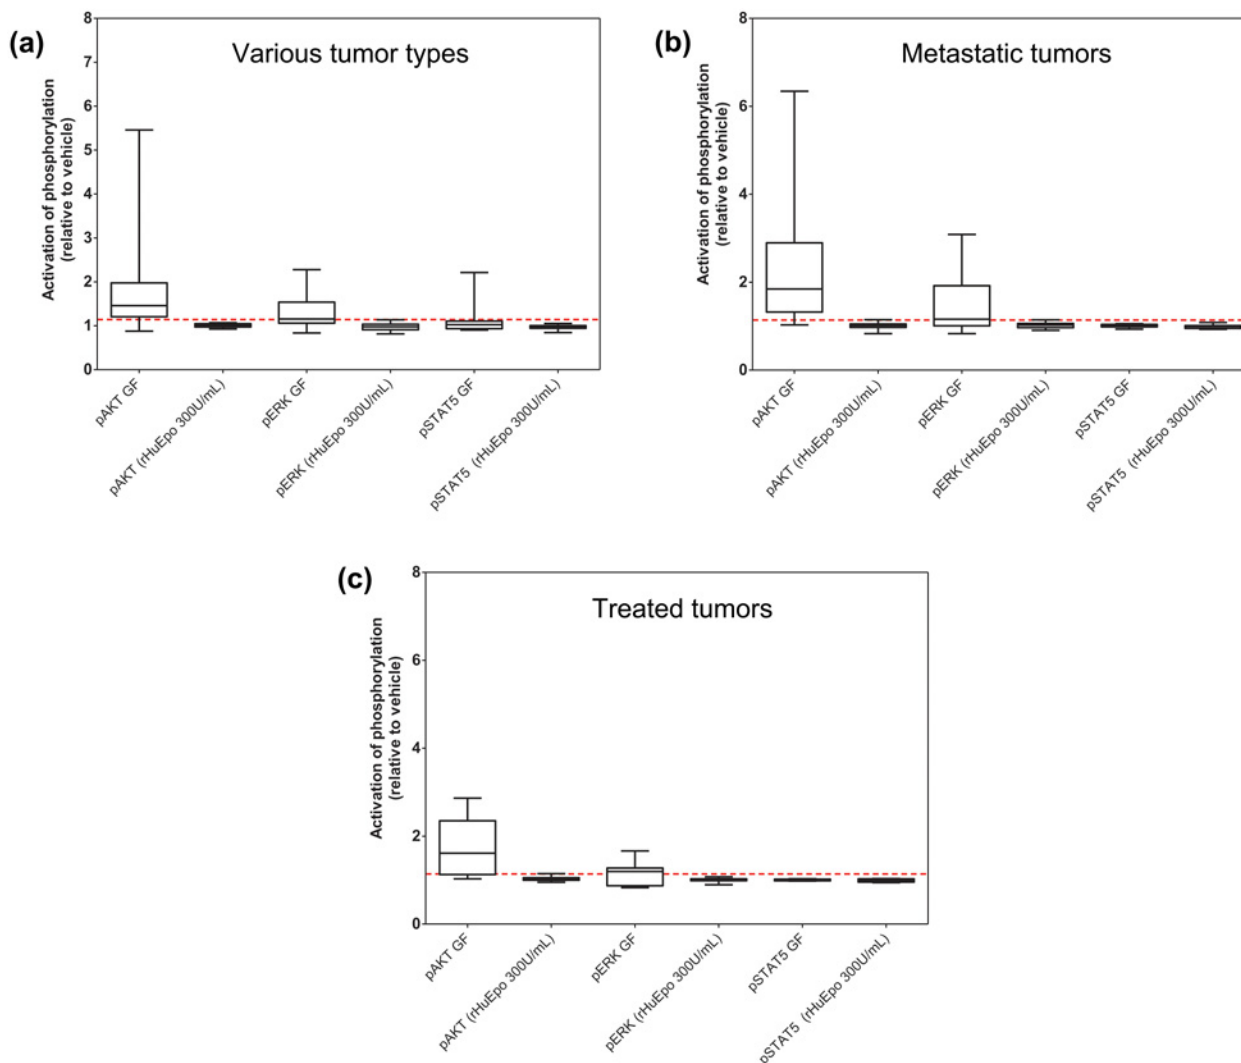 (a)
Various tumor types
Activation of phosphorylation
(relative to vehicle)
8
7
6
5
4
3
2
1
0
pAKT GF
pAKT (rHuEpo 300U/mL)
pERK GF
pERK (rHuEpo 300U/mL)
pSTAT5 GF
pSTAT5 (rHuEpo 300U/mL)
(b)
Metastatic tumors
Activation of phosphorylation
(relative to vehicle)
8
6
4
2
0
pAKT GF
pAKT (rHuEpo 300U/mL)
pERK GF
pERK (rHuEpo 300U/mL)
pSTAT5 GF
pSTAT5 (rHuEpo 300U/mL)
(c)
Treated tumors
Activation of phosphorylation
(relative to vehicle)
8
6
4
2
0
pAKT GF
pAKT (rHuEpo 300U/mL)
pERK GF
pERK (rHuEpo 300U/mL)
pSTAT5 GF
pSTAT5 (rHuEpo 300U/mL)